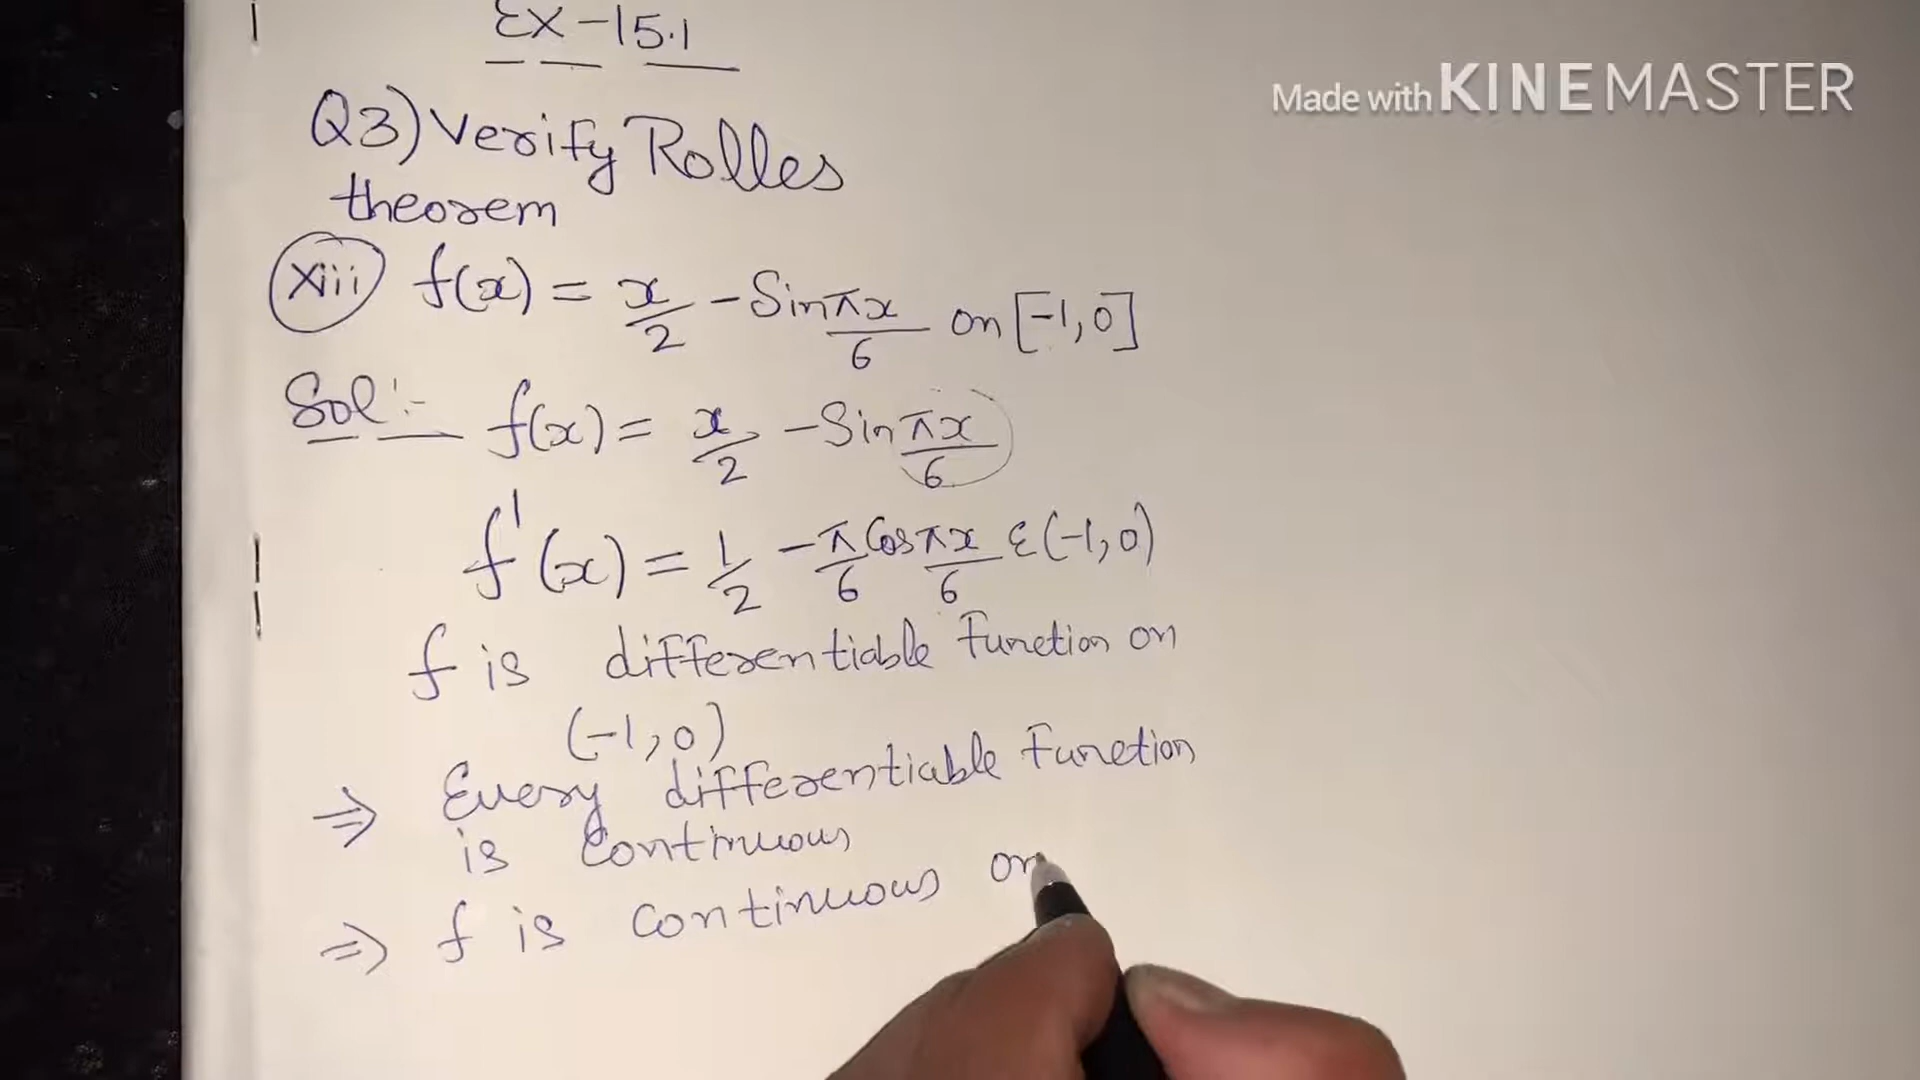 Ex-15.1
Made with KINEMASTER
Q3) Verify Rolles
theorem
xiii f(x) = x/2 - Sin πx/6 on [-1,0]
Sol:- f(x) = x/2 - Sin πx/6
f'(x) = 1/2 - π/6 Cos πx/6 ε(-1,0)
f is differentiable function on
(-1,0)
⇒ Every differentiable function
is continuous
⇒ f is continuous on